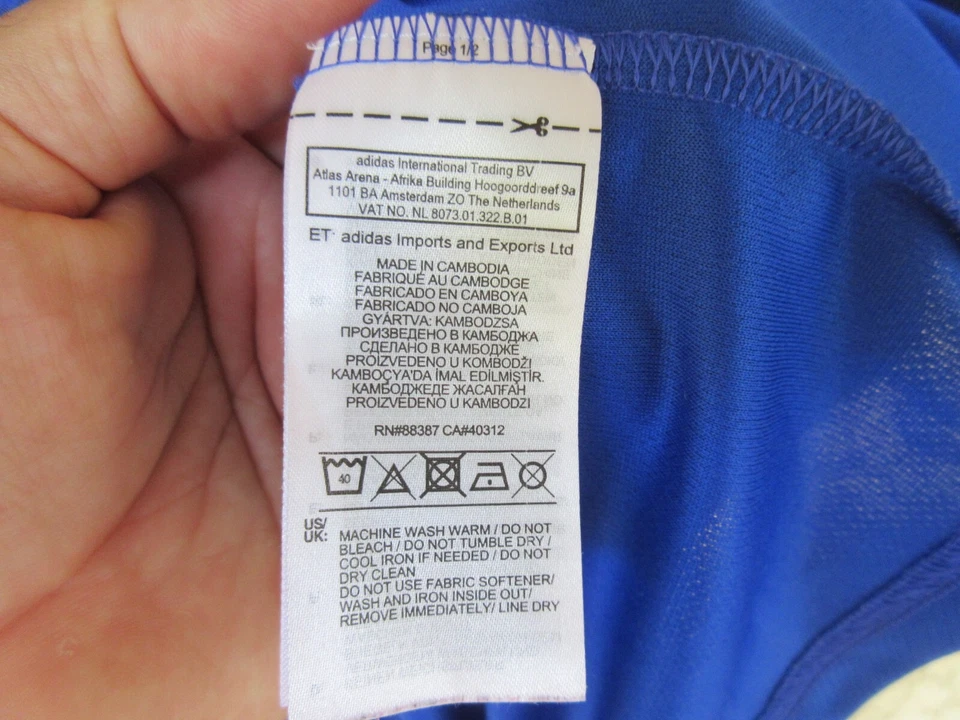 Page 1/2
adidas International Trading BV
Atlas Arena - Afrika Building Hoogoorddreef 9a
1101 BA Amsterdam ZO The Netherlands
VAT NO. NL 8073.01.322.B.01
ET: adidas Imports and Exports Ltd
MADE IN CAMBODIA
FABRIQUÉ AU CAMBODGE
FABRICADO EN CAMBOYA
FABRICADO NO CAMBOJA
GYÁRTVA: KAMBODZSA
ПРОИЗВЕДЕНО В КАМБОДЖА
СДЕЛАНО В КАМБОДЖЕ
PROIZVEDENO U KOMBODŽI
KAMBOÇYA'DA İMAL EDİLMİŞTİR.
КАМБОДЖЕДЕ ЖАСАЛҒАН
PROIZVEDENO U KAMBODZI
RN#88387 CA#40312
40
US/
UK: MACHINE WASH WARM / DO NOT
BLEACH / DO NOT TUMBLE DRY /
COOL IRON IF NEEDED / DO NOT
DRY CLEAN
DO NOT USE FABRIC SOFTENER/
WASH AND IRON INSIDE OUT/
REMOVE IMMEDIATELY/ LINE DRY